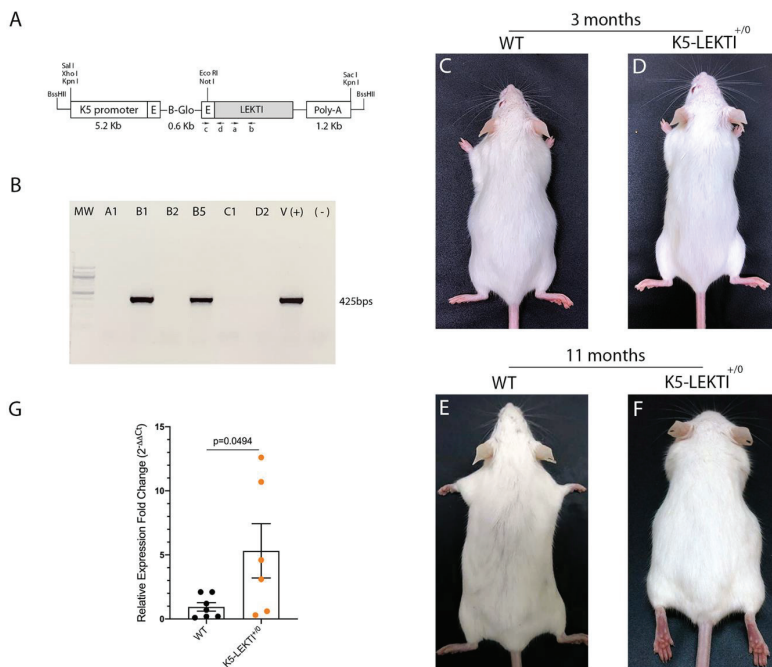 A
Sal I
Xho I
Kpn I
BssHII
Eco RI
Not I
Sac I
Kpn I
BssHII
K5 promoter
E
B-Glo
E
LEKTI
Poly-A
5.2 Kb
0.6 Kb
1.2 Kb
c
d
a
b
B
MW A1 B1 B2 B5 C1 D2 V (+) (-)
425bps
G
Relative Expression Fold Change (2^-ΔΔCt)
15
10
5
0
p=0.0494
WT
K5-LEKTI+/0
3 months
WT
K5-LEKTI+/0
C
D
11 months
WT
K5-LEKTI+/0
E
F